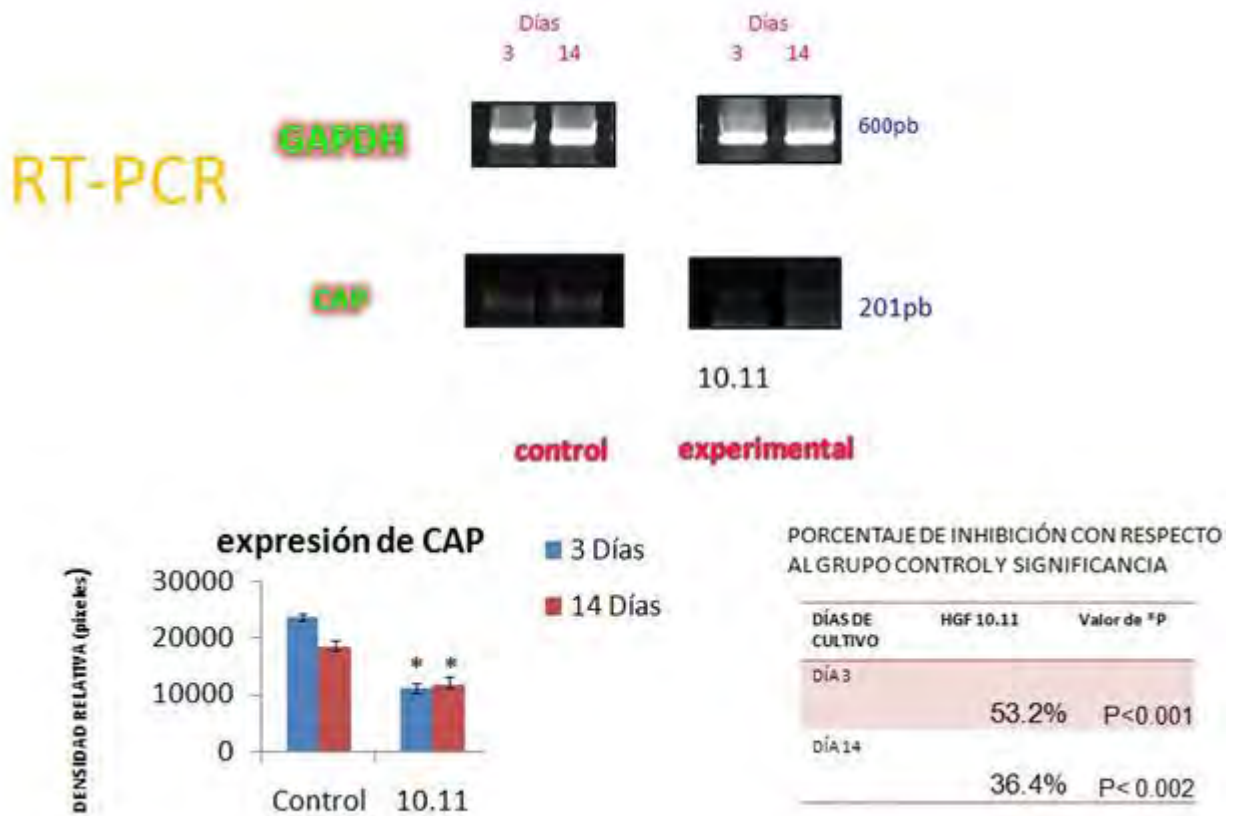 Días
3 14
Días
3 14
RT-PCR
GAPDH
600pb
CAP
201pb
10.11
control
experimental
expresión de CAP
DENSIDAD RELATIVA (pixeles)
30000
20000
10000
0
* *
Control 10.11
3 Días
14 Días
PORCENTAJE DE INHIBICIÓN CON RESPECTO
AL GRUPO CONTROL Y SIGNIFICANCIA
DÍAS DE CULTIVO HGF 10.11 Valor de *P
DÍA 3
53.2% P<0.001
DÍA 14
36.4% P< 0.002